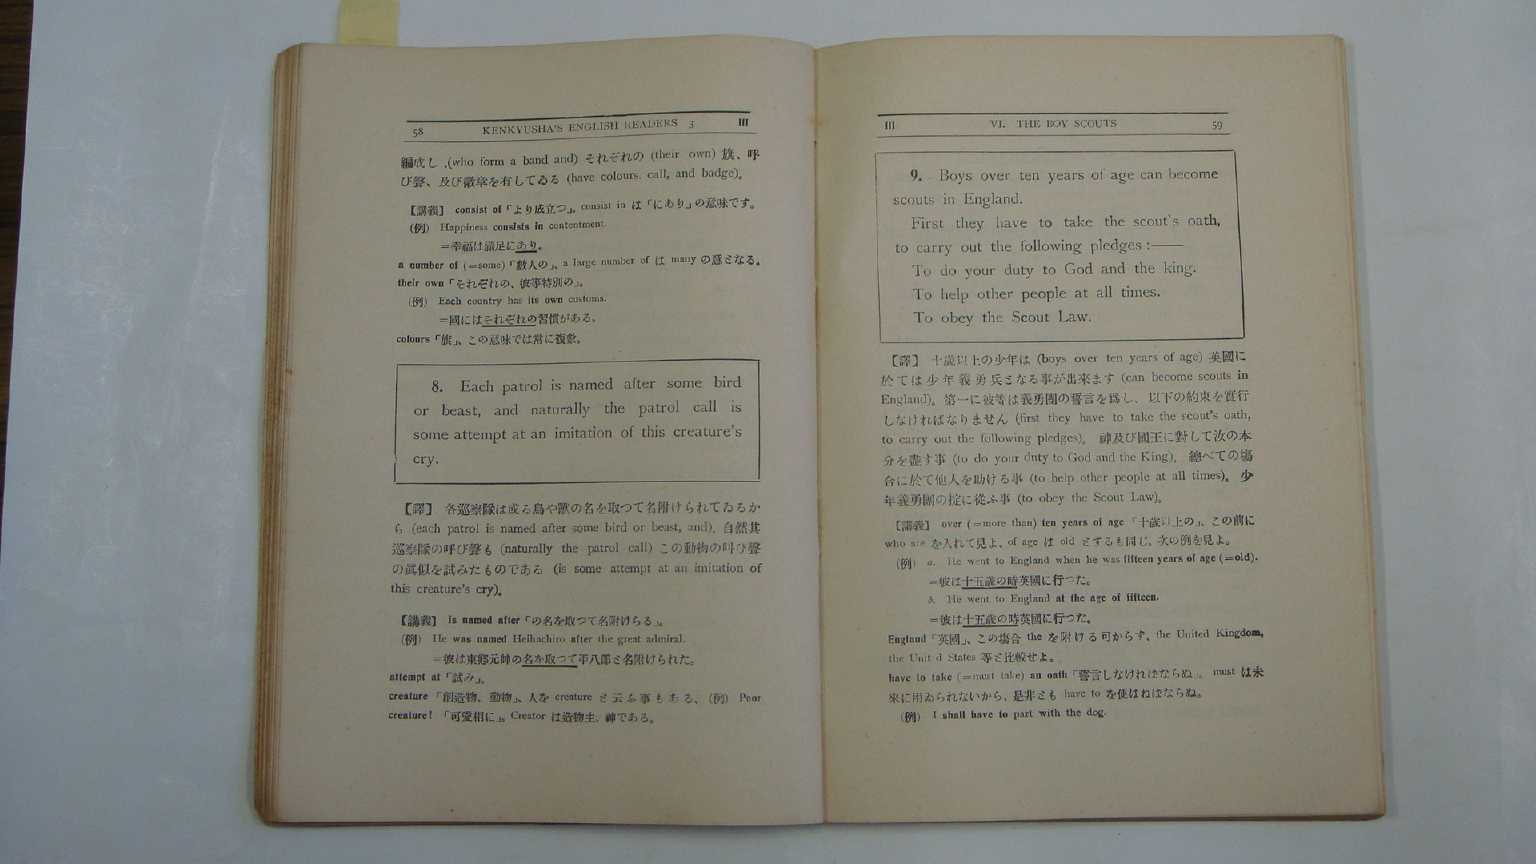 58 KENKYUSHA'S ENGLISH READERS 3 III
編成し (who form a band and) それぞれの (their own) 旗、呼
び聲、及び徽章を有してゐる (have colours, call, and badge)。
【講義】 consist of「より成立つ」。consist in は「にあり」の意味です。
(例) Happiness consists in contentment.
=幸福は滿足にあり。
a number of (=some)「數人の」、a large number of は many の意となる。
their own「それぞれの、彼等特別の」。
(例) Each country has its own customs.
=國にはそれぞれの習慣がある。
colours「旗」、この意味では常に複數。
8. Each patrol is named after some bird
or beast, and naturally the patrol call is
some attempt at an imitation of this creature's
cry.
【譯】 各巡察隊は或る鳥や獸の名を取つて名附けられてゐるか
ら (each patrol is named after some bird or beast, and)、自然其
巡察隊の呼び聲も (naturally the patrol call) この動物の叫び聲
の眞似を試みたものである (is some attempt at an imitation of
this creature's cry)。
【講義】 Is named after「の名を取つて名附けらる」。
(例) He was named Heihachiro after the great admiral.
=彼は東鄕元帥の名を取つて平八郎と名附けられた。
attempt at「試み」。
creature「創造物、動物」、人を creature と云ふ事もある、(例) Poor
creature!「可愛相に」。Creator は造物主、神である。
III VI. THE BOY SCOUTS 59
9. Boys over ten years of age can become
scouts in England.
First they have to take the scout's oath,
to carry out the following pledges:——
To do your duty to God and the king.
To help other people at all times.
To obey the Scout Law.
【譯】 十歲以上の少年は (boys over ten years of age) 英國に
於ては少年義勇兵となる事が出來ます (can become scouts in
England)。第一に彼等は義勇團の誓言を爲し、以下の約束を實行
しなければなりません (first they have to take the scout's oath,
to carry out the following pledges)。 神及び國王に對して汝の本
分を盡す事 (to do your duty to God and the King)。 總べての場
合に於て他人を助ける事 (to help other people at all times)。 少
年義勇團の掟に從ふ事 (to obey the Scout Law)。
【講義】 over (=more than) ten years of age「十歲以上の」、この前に
who are を入れて見よ、of age は old とするも同じ、次の例を見よ。
(例) a. He went to England when he was fifteen years of age (=old).
=彼は十五歲の時英國に行つた。
b. He went to England at the age of fifteen.
=彼は十五歲の時英國に行つた。
England「英國」、この場合 the を附ける可からず、the United Kingdom,
the United States 等と比較せよ。
have to take (=must take) an oath「誓言しなければならぬ」。 must は未
來に用ゐられないから、是非とも have to を使はねばならぬ。
(例) I shall have to part with the dog.